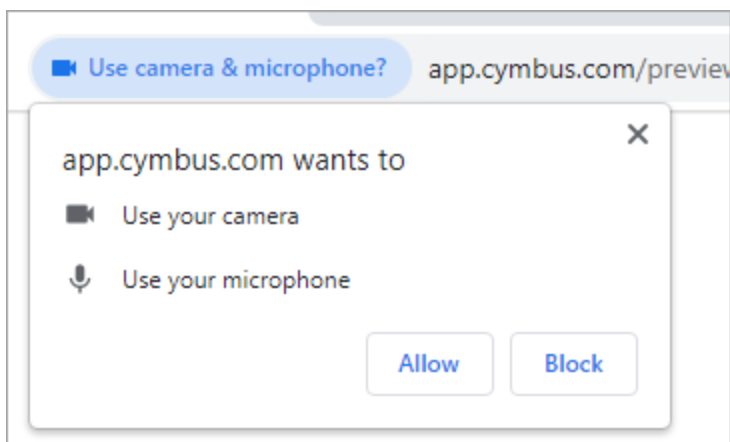 Use camera & microphone? app.cymbus.com/preview
app.cymbus.com wants to
Use your camera
Use your microphone
Allow Block